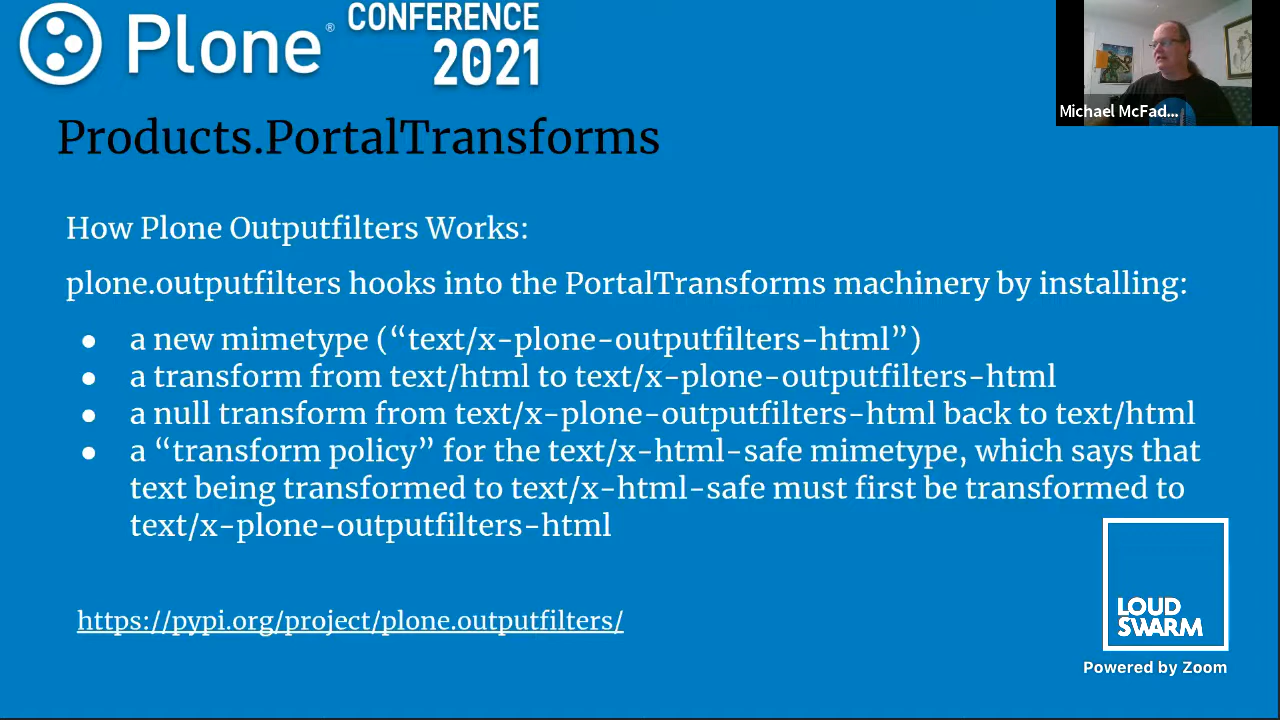 Plone® CONFERENCE
2021
Michael McFad...
Products.PortalTransforms
How Plone Outputfilters Works:
plone.outputfilters hooks into the PortalTransforms machinery by installing:
● a new mimetype (“text/x-plone-outputfilters-html”)
● a transform from text/html to text/x-plone-outputfilters-html
● a null transform from text/x-plone-outputfilters-html back to text/html
● a “transform policy” for the text/x-html-safe mimetype, which says that
text being transformed to text/x-html-safe must first be transformed to
text/x-plone-outputfilters-html
https://pypi.org/project/plone.outputfilters/
LOUD
SWARM
Powered by Zoom